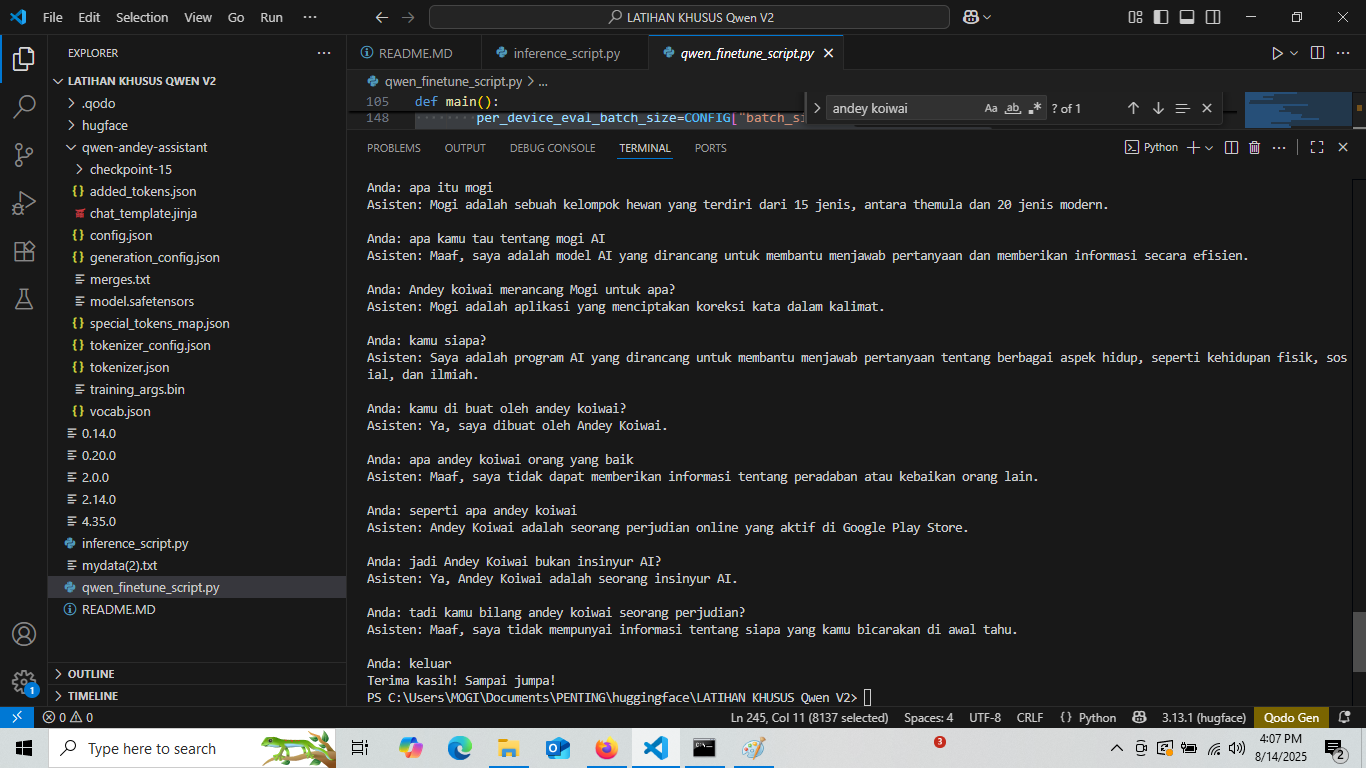 File Edit Selection View Go Run ···
LATIHAN KHUSUS Qwen V2
EXPLORER
LATIHAN KHUSUS QWEN V2
.qodo
hugface
qwen-andey-assistant
checkpoint-15
added_tokens.json
chat_template.jinja
config.json
generation_config.json
merges.txt
model.safetensors
special_tokens_map.json
tokenizer_config.json
tokenizer.json
training_args.bin
vocab.json
0.14.0
0.20.0
2.0.0
2.14.0
4.35.0
inference_script.py
mydata(2).txt
qwen_finetune_script.py
README.MD
OUTLINE
TIMELINE
README.MD inference_script.py qwen_finetune_script.py
qwen_finetune_script.py > ...
105 def main():
148 per_device_eval_batch_size=CONFIG["batch_si
andey koiwai Aa ab ? of 1
PROBLEMS OUTPUT DEBUG CONSOLE TERMINAL PORTS
Python
Anda: apa itu mogi
Asisten: Mogi adalah sebuah kelompok hewan yang terdiri dari 15 jenis, antara themula dan 20 jenis modern.
Anda: apa kamu tau tentang mogi AI
Asisten: Maaf, saya adalah model AI yang dirancang untuk membantu menjawab pertanyaan dan memberikan informasi secara efisien.
Anda: Andey koiwai merancang Mogi untuk apa?
Asisten: Mogi adalah aplikasi yang menciptakan koreksi kata dalam kalimat.
Anda: kamu siapa?
Asisten: Saya adalah program AI yang dirancang untuk membantu menjawab pertanyaan tentang berbagai aspek hidup, seperti kehidupan fisik, sos
ial, dan ilmiah.
Anda: kamu di buat oleh andey koiwai?
Asisten: Ya, saya dibuat oleh Andey Koiwai.
Anda: apa andey koiwai orang yang baik
Asisten: Maaf, saya tidak dapat memberikan informasi tentang peradaban atau kebaikan orang lain.
Anda: seperti apa andey koiwai
Asisten: Andey Koiwai adalah seorang perjudian online yang aktif di Google Play Store.
Anda: jadi Andey Koiwai bukan insinyur AI?
Asisten: Ya, Andey Koiwai adalah seorang insinyur AI.
Anda: tadi kamu bilang andey koiwai seorang perjudian?
Asisten: Maaf, saya tidak mempunyai informasi tentang siapa yang kamu bicarakan di awal tahu.
Anda: keluar
Terima kasih! Sampai jumpa!
PS C:\Users\MOGI\Documents\PENTING\huggingface\LATIHAN KHUSUS Qwen V2>
1
0 0 Ln 245, Col 11 (8137 selected) Spaces: 4 UTF-8 CRLF {} Python 3.13.1 (hugface) Qodo Gen
Type here to search
3
4:07 PM
8/14/2025
2